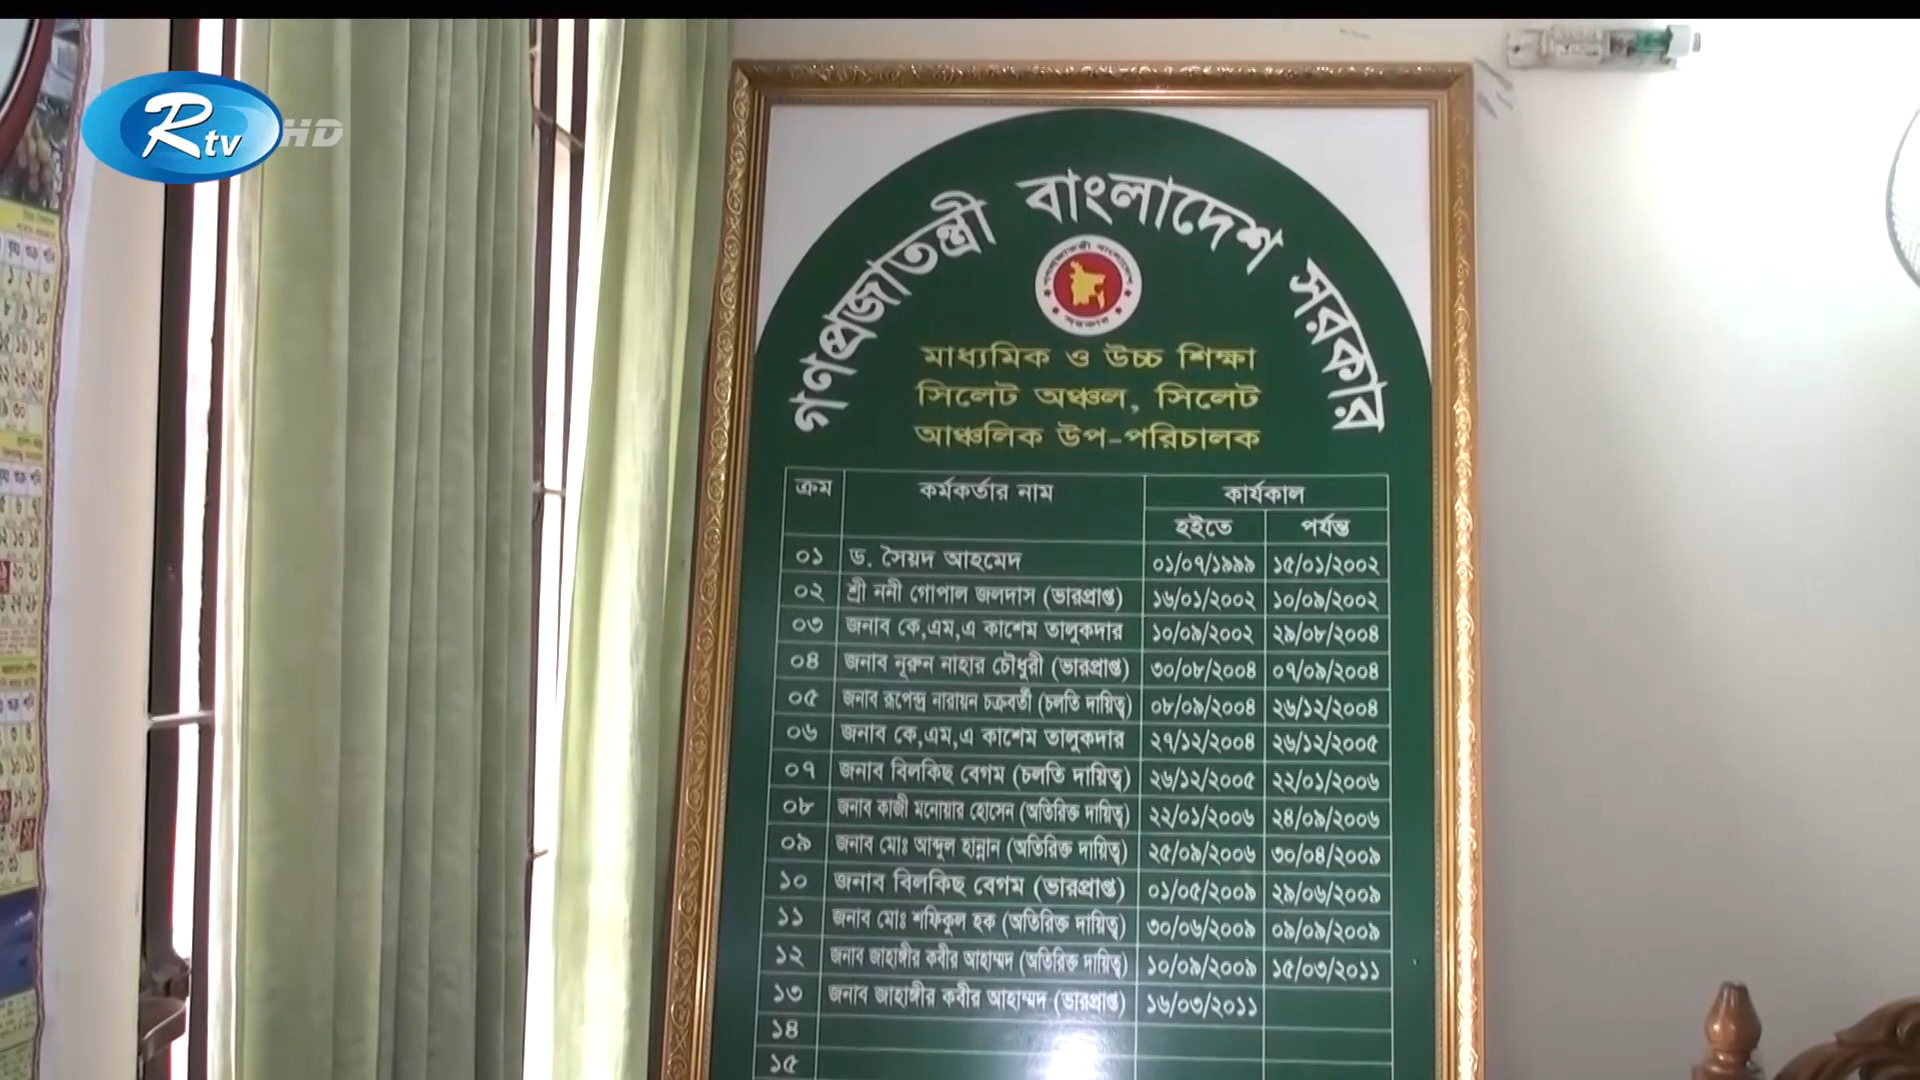 Rtv HD
গণপ্রজাতন্ত্রী বাংলাদেশ সরকার
মাধ্যমিক ও উচ্চ শিক্ষা
সিলেট অঞ্চল, সিলেট
আঞ্চলিক উপ-পরিচালক
ক্রম কর্মকর্তার নাম কার্যকাল
হইতে পর্যন্ত
০১ ড. সৈয়দ আহমেদ ০১/০৭/১৯৯৯ ১৫/০১/২০০২
০২ শ্রী ননী গোপাল জলদাস (ভারপ্রাপ্ত) ১৬/০১/২০০২ ১০/০৯/২০০২
০৩ জনাব কে,এম,এ কাশেম তালুকদার ১০/০৯/২০০২ ২৯/০৮/২০০৪
০৪ জনাব নূরুন নাহার চৌধুরী (ভারপ্রাপ্ত) ৩০/০৮/২০০৪ ০৭/০৯/২০০৪
০৫ জনাব রূপেন্দ্র নারায়ন চক্রবর্তী (চলতি দায়িত্ব) ০৮/০৯/২০০৪ ২৬/১২/২০০৪
০৬ জনাব কে,এম,এ কাশেম তালুকদার ২৭/১২/২০০৪ ২৬/১২/২০০৫
০৭ জনাব বিলকিছ বেগম (চলতি দায়িত্ব) ২৬/১২/২০০৫ ২২/০১/২০০৬
০৮ জনাব কাজী মনোয়ার হোসেন (অতিরিক্ত দায়িত্ব) ২২/০১/২০০৬ ২৪/০৯/২০০৬
০৯ জনাব মোঃ আব্দুল হান্নান (অতিরিক্ত দায়িত্ব) ২৫/০৯/২০০৬ ৩০/০৪/২০০৯
১০ জনাব বিলকিছ বেগম (ভারপ্রাপ্ত) ০১/০৫/২০০৯ ২৯/০৬/২০০৯
১১ জনাব মোঃ শফিকুল হক (অতিরিক্ত দায়িত্ব) ৩০/০৬/২০০৯ ০৯/০৯/২০০৯
১২ জনাব জাহাঙ্গীর কবীর আহাম্মদ (অতিরিক্ত দায়িত্ব) ১০/০৯/২০০৯ ১৫/০৩/২০১১
১৩ জনাব জাহাঙ্গীর কবীর আহাম্মদ (ভারপ্রাপ্ত) ১৬/০৩/২০১১
১৪
১৫